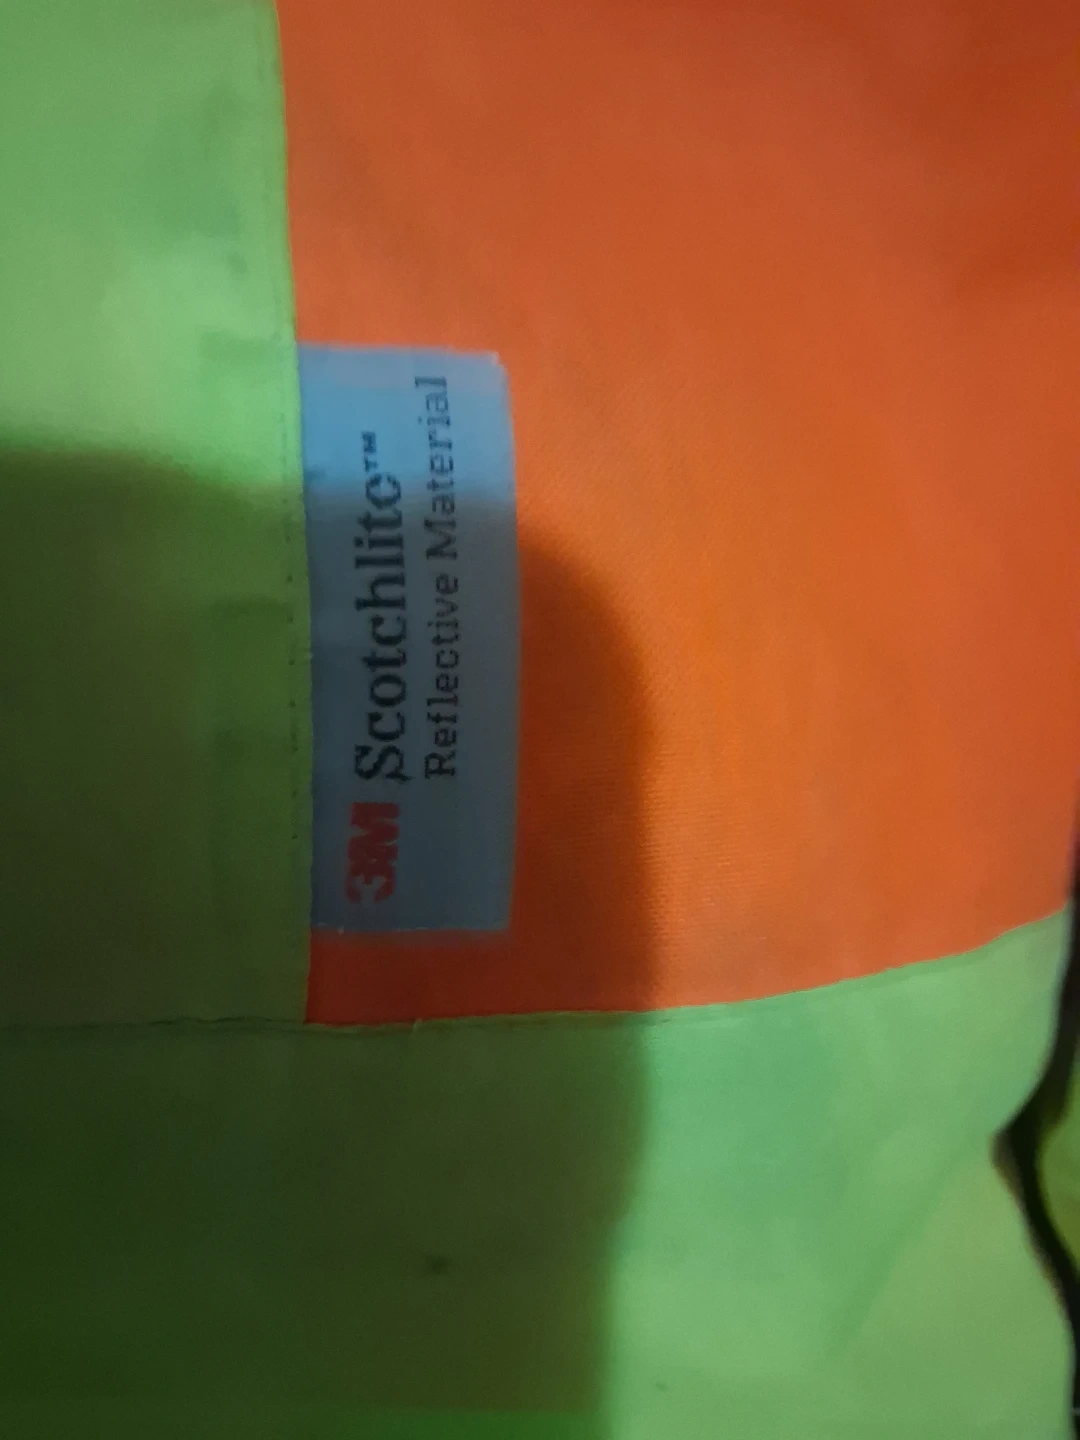 3M Scotchlite™
Reflective Material